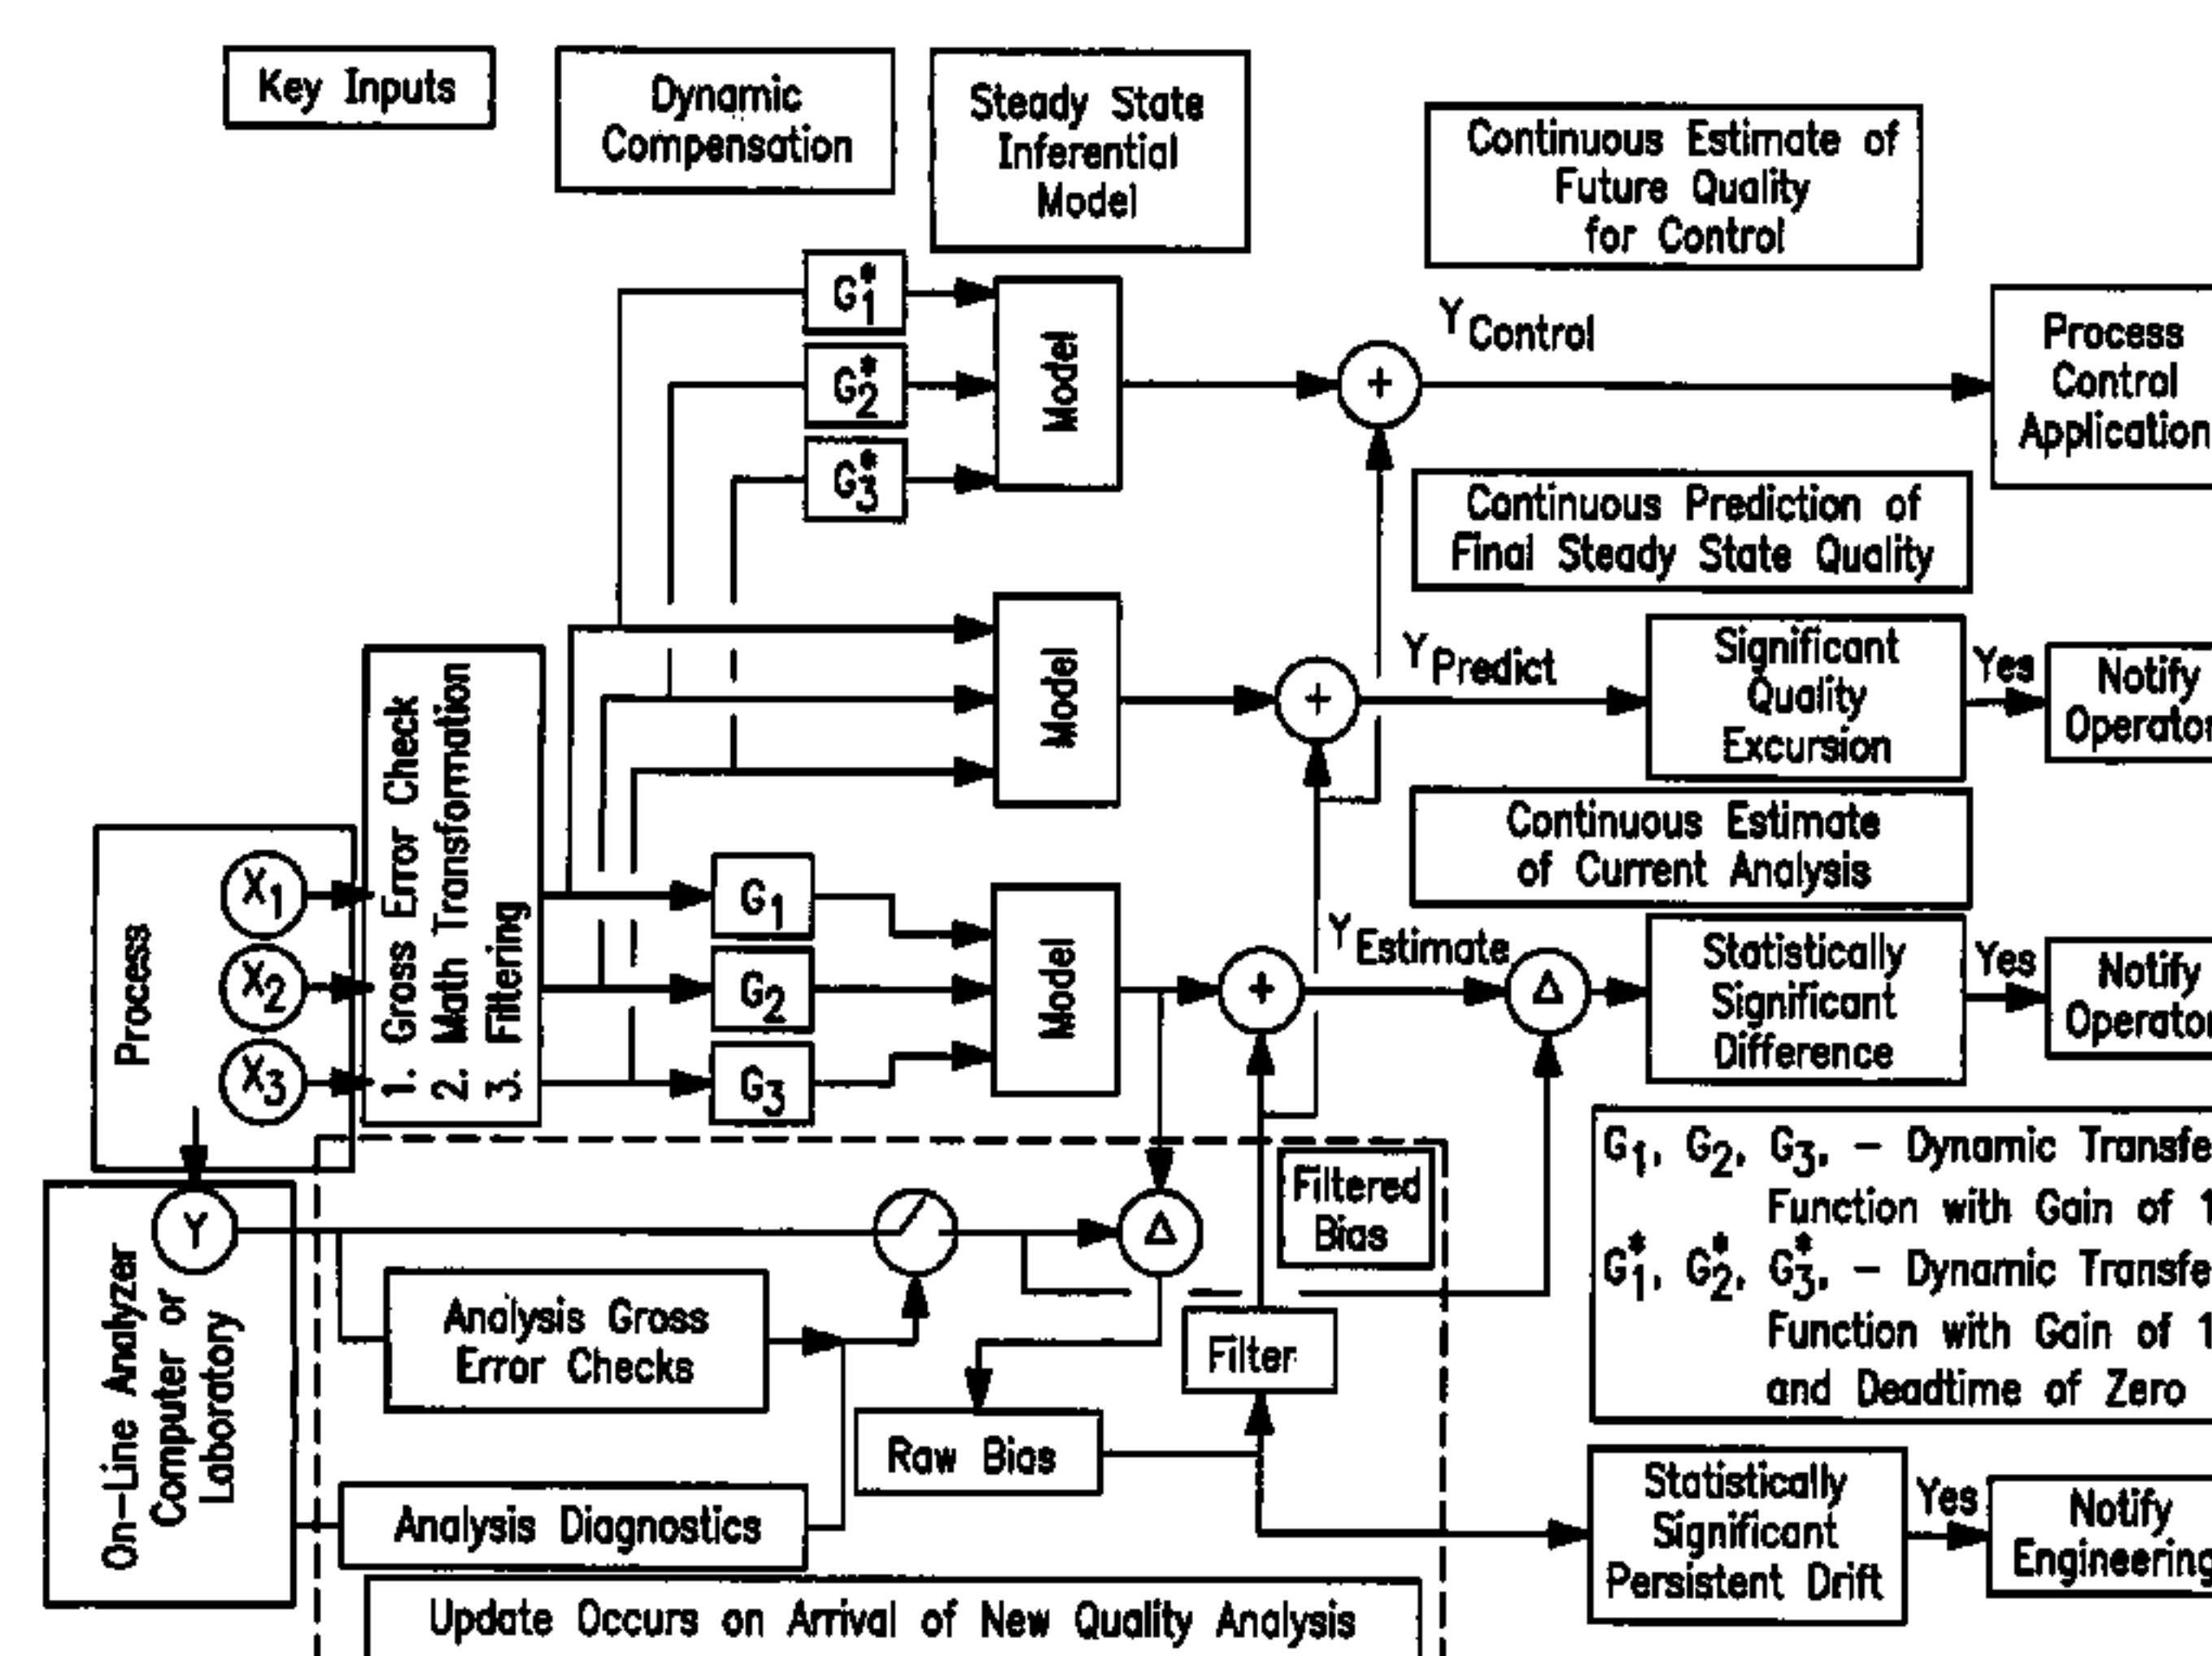 Key Inputs
Dynamic
Compensation
Steady State
Inferential
Model
Continuous Estimate of
Future Quality
for Control
G*1
G*2
G*3
Model
+
Y Control
Process
Control
Application
Continuous Prediction of
Final Steady State Quality
Model
+
Y Predict
Significant
Quality
Excursion
Yes
Notify
Operator
Continuous Estimate
of Current Analysis
Process
X1
X2
X3
1. Gross Error Check
2. Math Transformation
3. Filtering
G1
G2
G3
Model
+
Y Estimate
Δ
Statistically
Significant
Difference
Yes
Notify
Operator
G1, G2, G3, – Dynamic Transfe
Function with Gain of 1
G*1, G*2, G*3, – Dynamic Transfe
Function with Gain of 1
and Deadtime of Zero
Y
On-Line Analyzer
Computer or
Laboratory
Δ
Filtered
Bias
Analysis Gross
Error Checks
Filter
Raw Bias
Analysis Diagnostics
Statistically
Significant
Persistent Drift
Yes
Notify
Engineering
Update Occurs on Arrival of New Quality Analysis